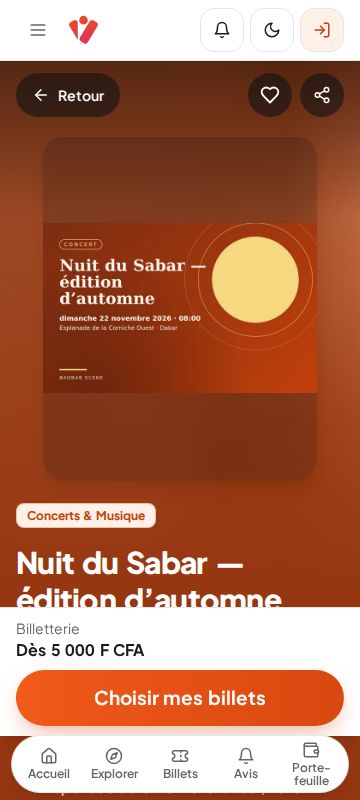 Retour
CONCERT
Nuit du Sabar —
édition
d’automne
dimanche 22 novembre 2026 · 08:00
Esplanade de la Corniche Ouest · Dakar
BAOBAB SCÈNE
Concerts & Musique
Nuit du Sabar —
édition d’automne
Billetterie
Dès 5 000 F CFA
Choisir mes billets
Accueil
Explorer
Billets
Avis
Porte-
feuille